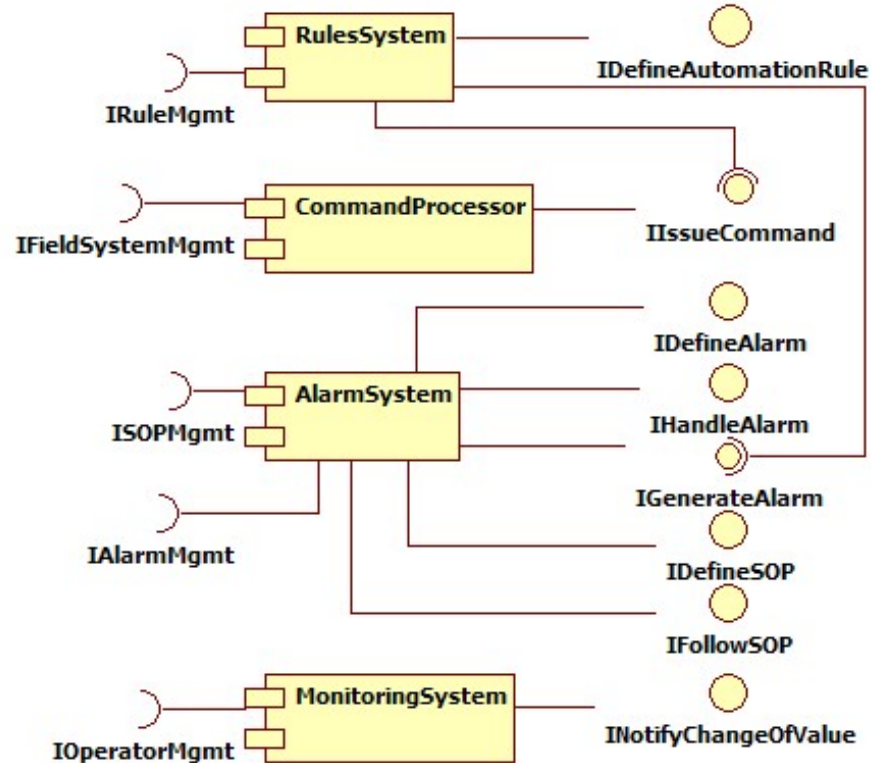 RulesSystem
IDefineAutomationRule
IRuleMgmt
CommandProcessor
IIssueCommand
IFieldSystemMgmt
IDefineAlarm
AlarmSystem
IHandleAlarm
ISOPMgmt
IGenerateAlarm
IAlarmMgmt
IDefineSOP
IFollowSOP
MonitoringSystem
INotifyChangeOfValue
IOperatorMgmt